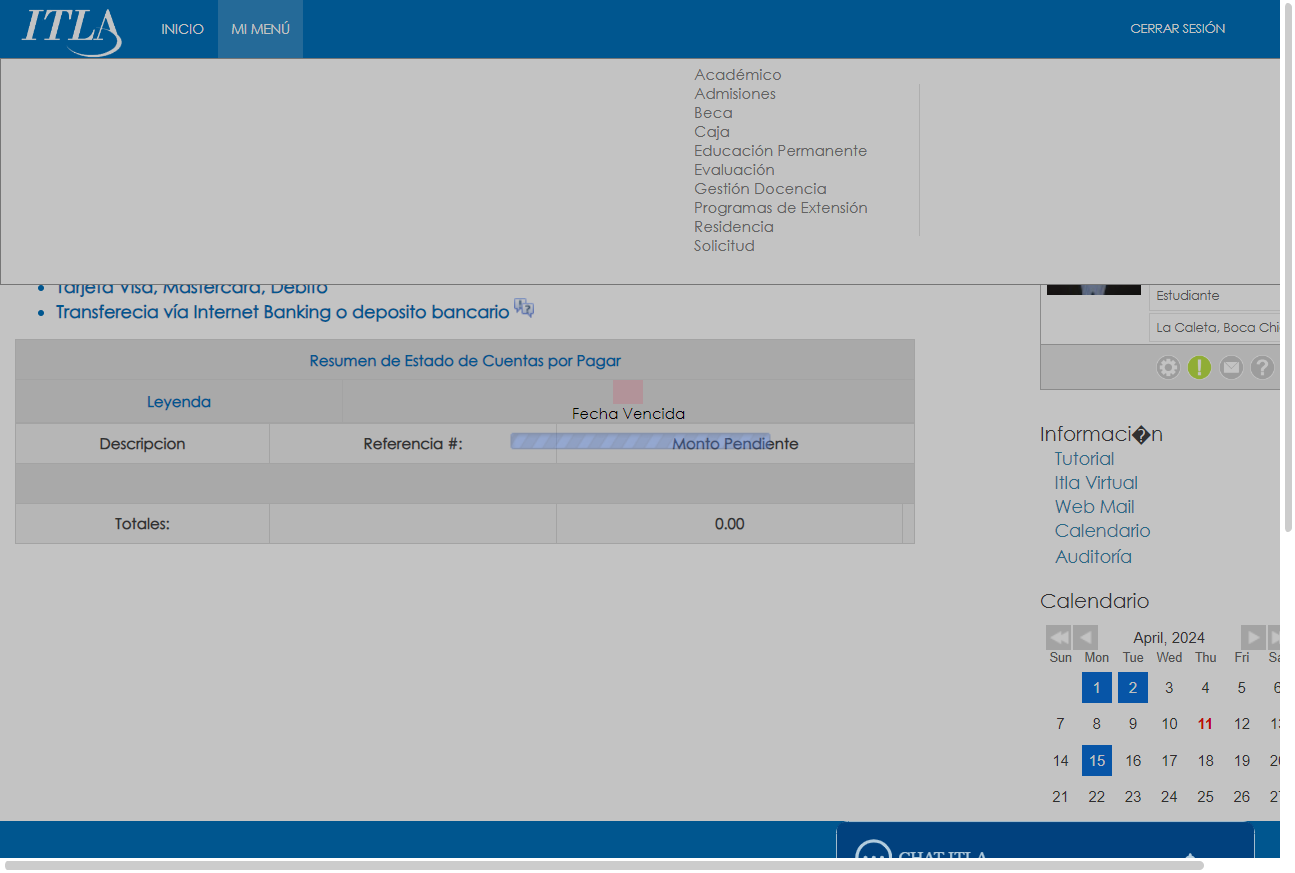 ITLA
INICIO
MI MENÚ
CERRAR SESIÓN
Académico
Admisiones
Beca
Caja
Educación Permanente
Evaluación
Gestión Docencia
Programas de Extensión
Residencia
Solicitud
Tarjeta Visa, Mastercard, Debito
Transferecia vía Internet Banking o deposito bancario
Resumen de Estado de Cuentas por Pagar
Leyenda
Fecha Vencida
Descripcion Referencia #: Monto Pendiente
Totales: 0.00
Estudiante
La Caleta, Boca Chi
Informaci�n
Tutorial
Itla Virtual
Web Mail
Calendario
Auditoría
Calendario
April, 2024
Sun Mon Tue Wed Thu Fri Sa
1 2 3 4 5 6
7 8 9 10 11 12 13
14 15 16 17 18 19 20
21 22 23 24 25 26 27
CHAT ITLA